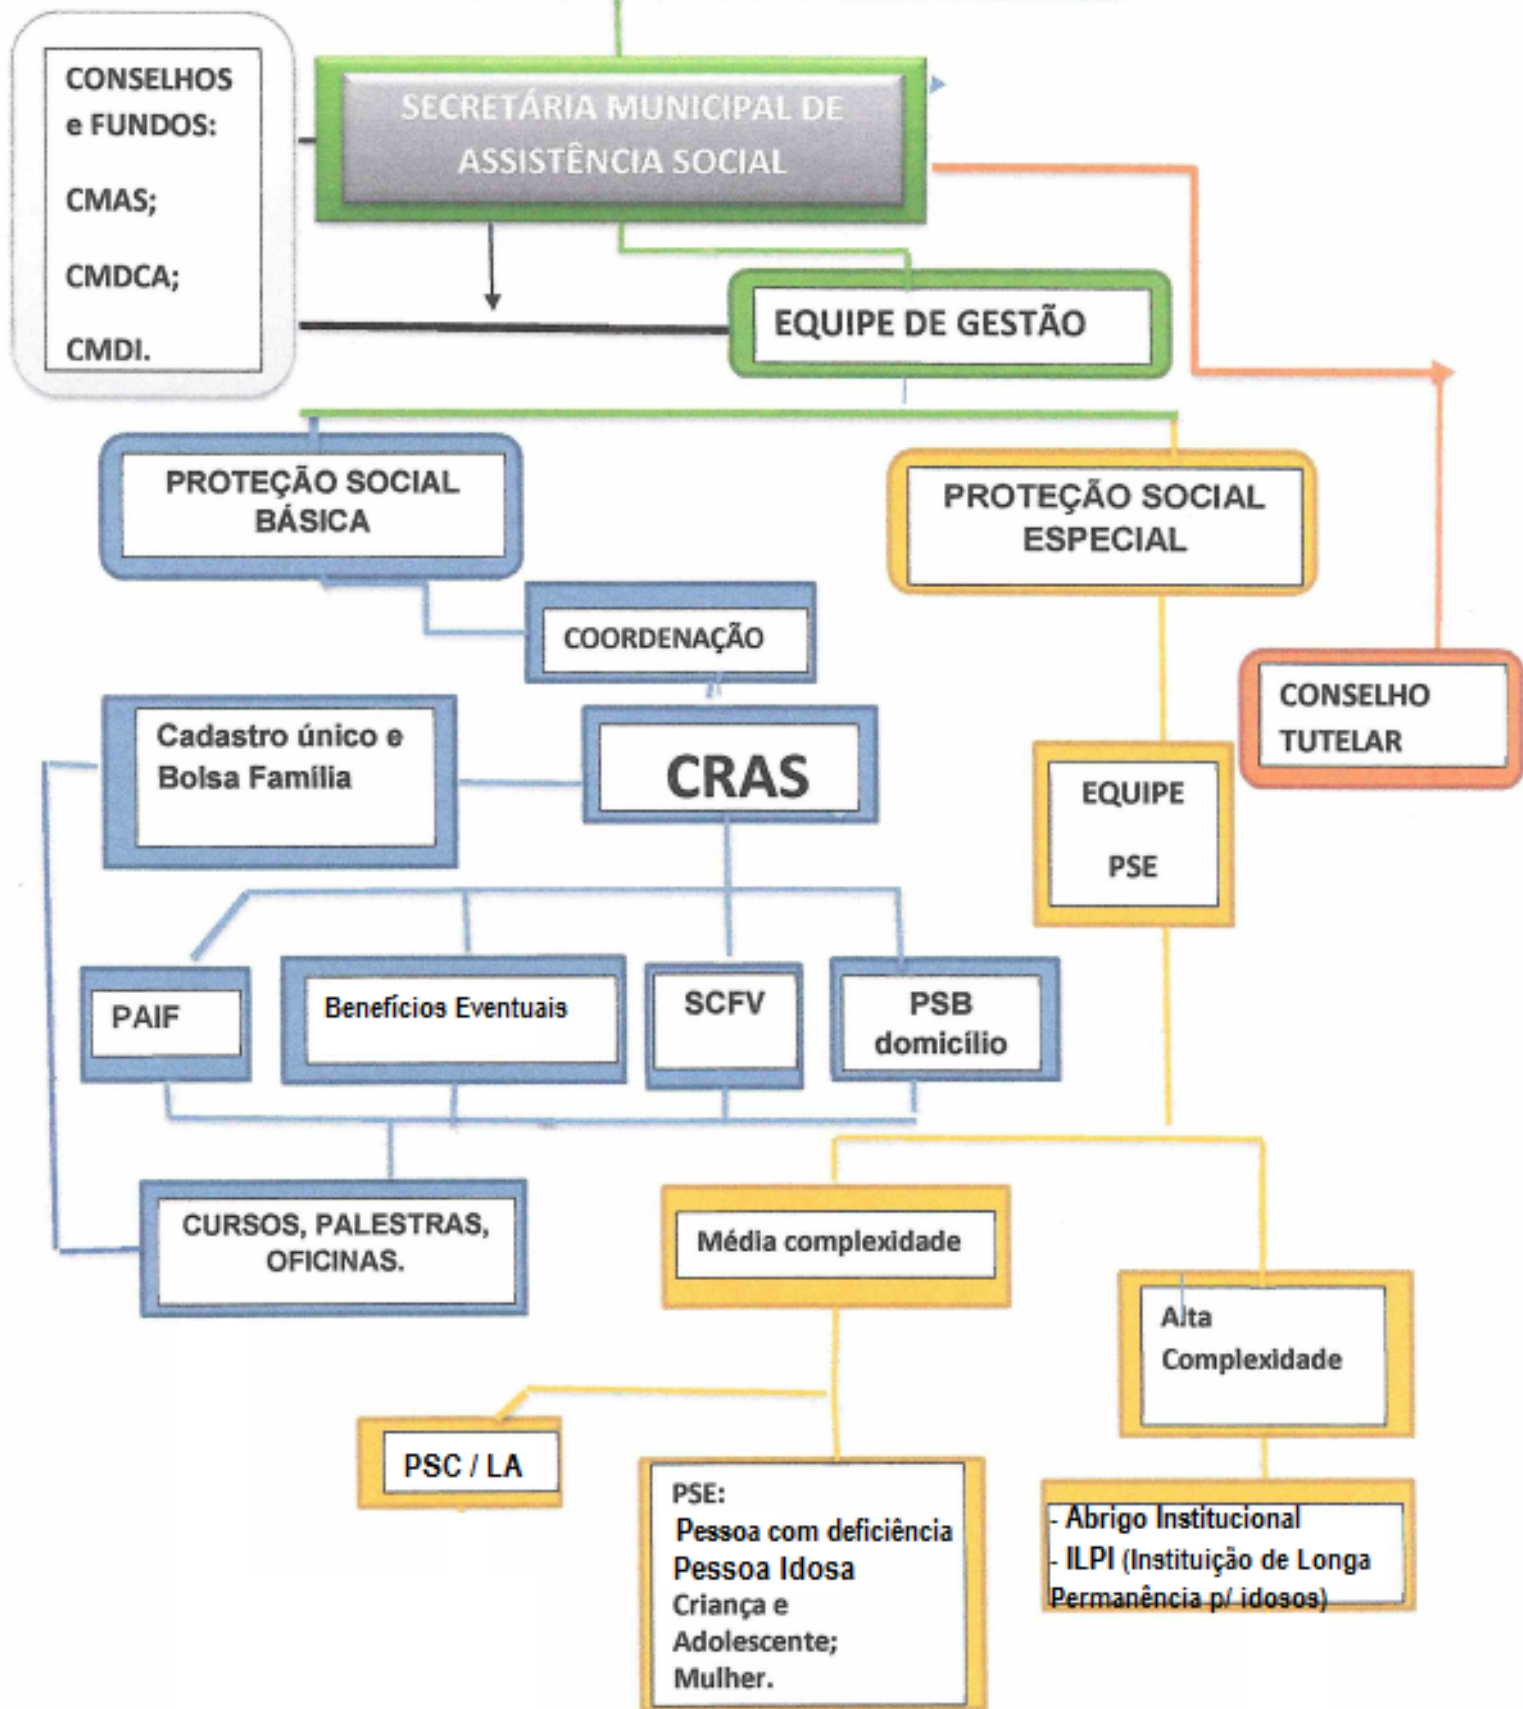 CONSELHOS
e FUNDOS:
CMAS;
CMDCA;
CMDI.
SECRETÁRIA MUNICIPAL DE
ASSISTÊNCIA SOCIAL
EQUIPE DE GESTÃO
PROTEÇÃO SOCIAL
BÁSICA
PROTEÇÃO SOCIAL
ESPECIAL
COORDENAÇÃO
CONSELHO
TUTELAR
Cadastro único e
Bolsa Família
CRAS
EQUIPE
PSE
PAIF
Benefícios Eventuais
SCFV
PSB
domicílio
CURSOS, PALESTRAS,
OFICINAS.
Média complexidade
Alta
Complexidade
PSC / LA
PSE:
Pessoa com deficiência
Pessoa Idosa
Criança e
Adolescente;
Mulher.
- Abrigo Institucional
- ILPI (Instituição de Longa
Permanência p/ idosos)